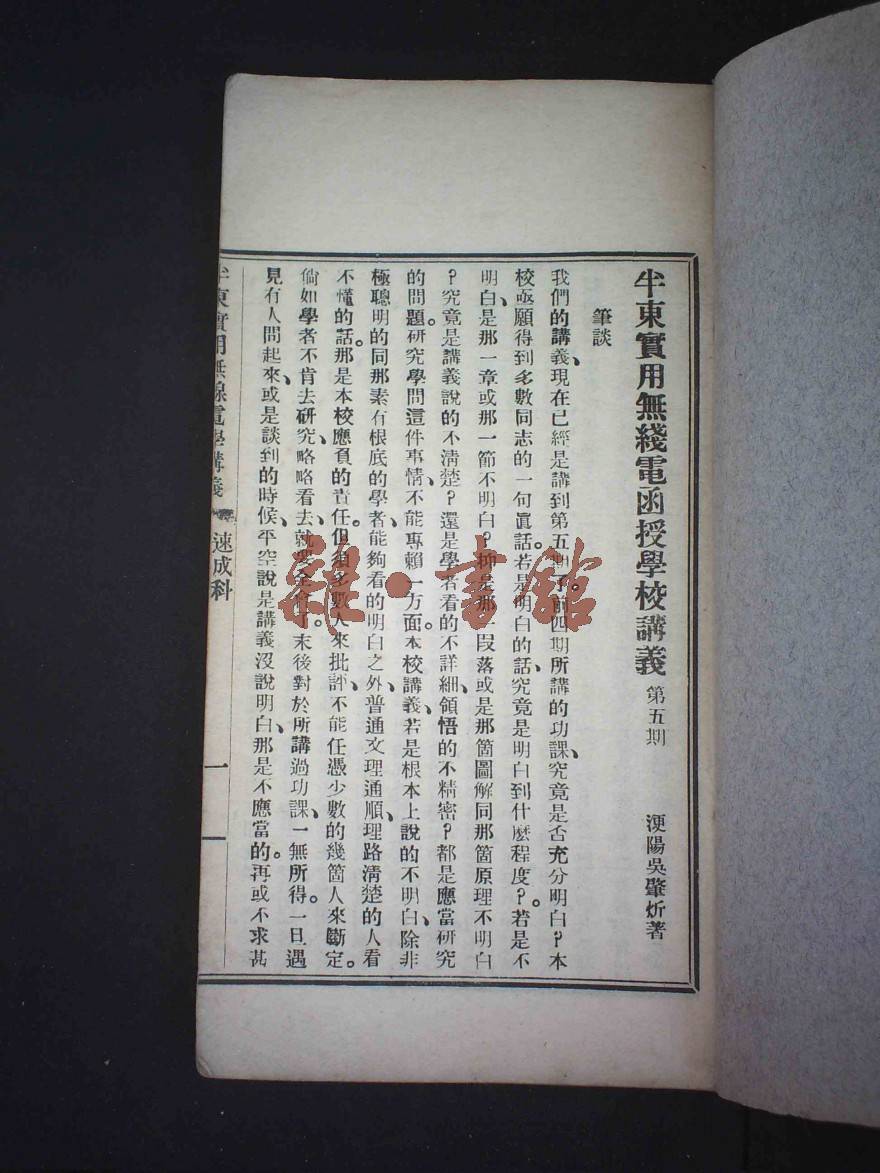 半東實用無綫電函授學校講義 第五期 浭陽吳肇炘著
筆談
我們的講義、現在已經是講到第五期了。前四期所講的功課、究竟是否充分明白?本
校亟願得到多數同志的一句眞話。若是明白的話、究竟是明白到什麽程度?。若是不
明白、是那一章或那一節不明白?抑是那一段落或是那箇圖解同那箇原理不明白
?究竟是講義說的不清楚?還是學者看的不詳細、領悟的不精密?都是應當研究
的問題。研究學問這件事情、不能專賴一方面。本校講義、若是根本上說的不明白、除非
極聰明的同那素有根底的學者、能夠看的明白之外、普通文理通順、理路清楚的人看
不懂的話。那是本校應負的責任。但須多數人來批評、不能任憑少數的幾箇人來斷定。
倘如學者不肯去研究、略略看去、就要全會了。末後對於所講過功課、一無所得。一旦遇
見有人問起來、或是談到的時候、平空說是講義沒說明白、那是不應當的。再或不求甚
半東實用無線電學講義 速成科 一
雜·書館